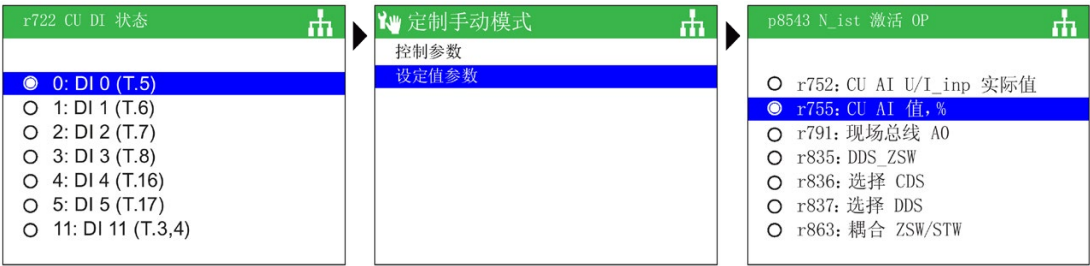 r722 CU DI 状态
0: DI 0 (T.5)
1: DI 1 (T.6)
2: DI 2 (T.7)
3: DI 3 (T.8)
4: DI 4 (T.16)
5: DI 5 (T.17)
11: DI 11 (T.3,4)
定制手动模式
控制参数
设定值参数
p8543 N_ist 激活 OP
r752: CU AI U/I_inp 实际值
r755: CU AI 值,%
r791: 现场总线 AO
r835: DDS_ZSW
r836: 选择 CDS
r837: 选择 DDS
r863: 耦合 ZSW/STW